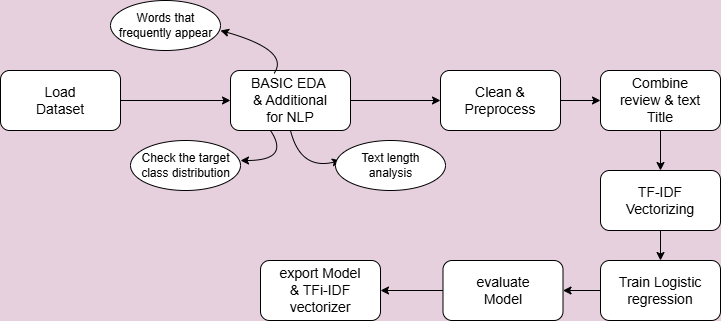 Words that
frequently appear
Load
Dataset
BASIC EDA
& Additional
for NLP
Clean &
Preprocess
Combine
review & text
Title
Check the target
class distribution
Text length
analysis
TF-IDF
Vectorizing
Train Logistic
regression
evaluate
Model
export Model
& TFi-IDF
vectorizer